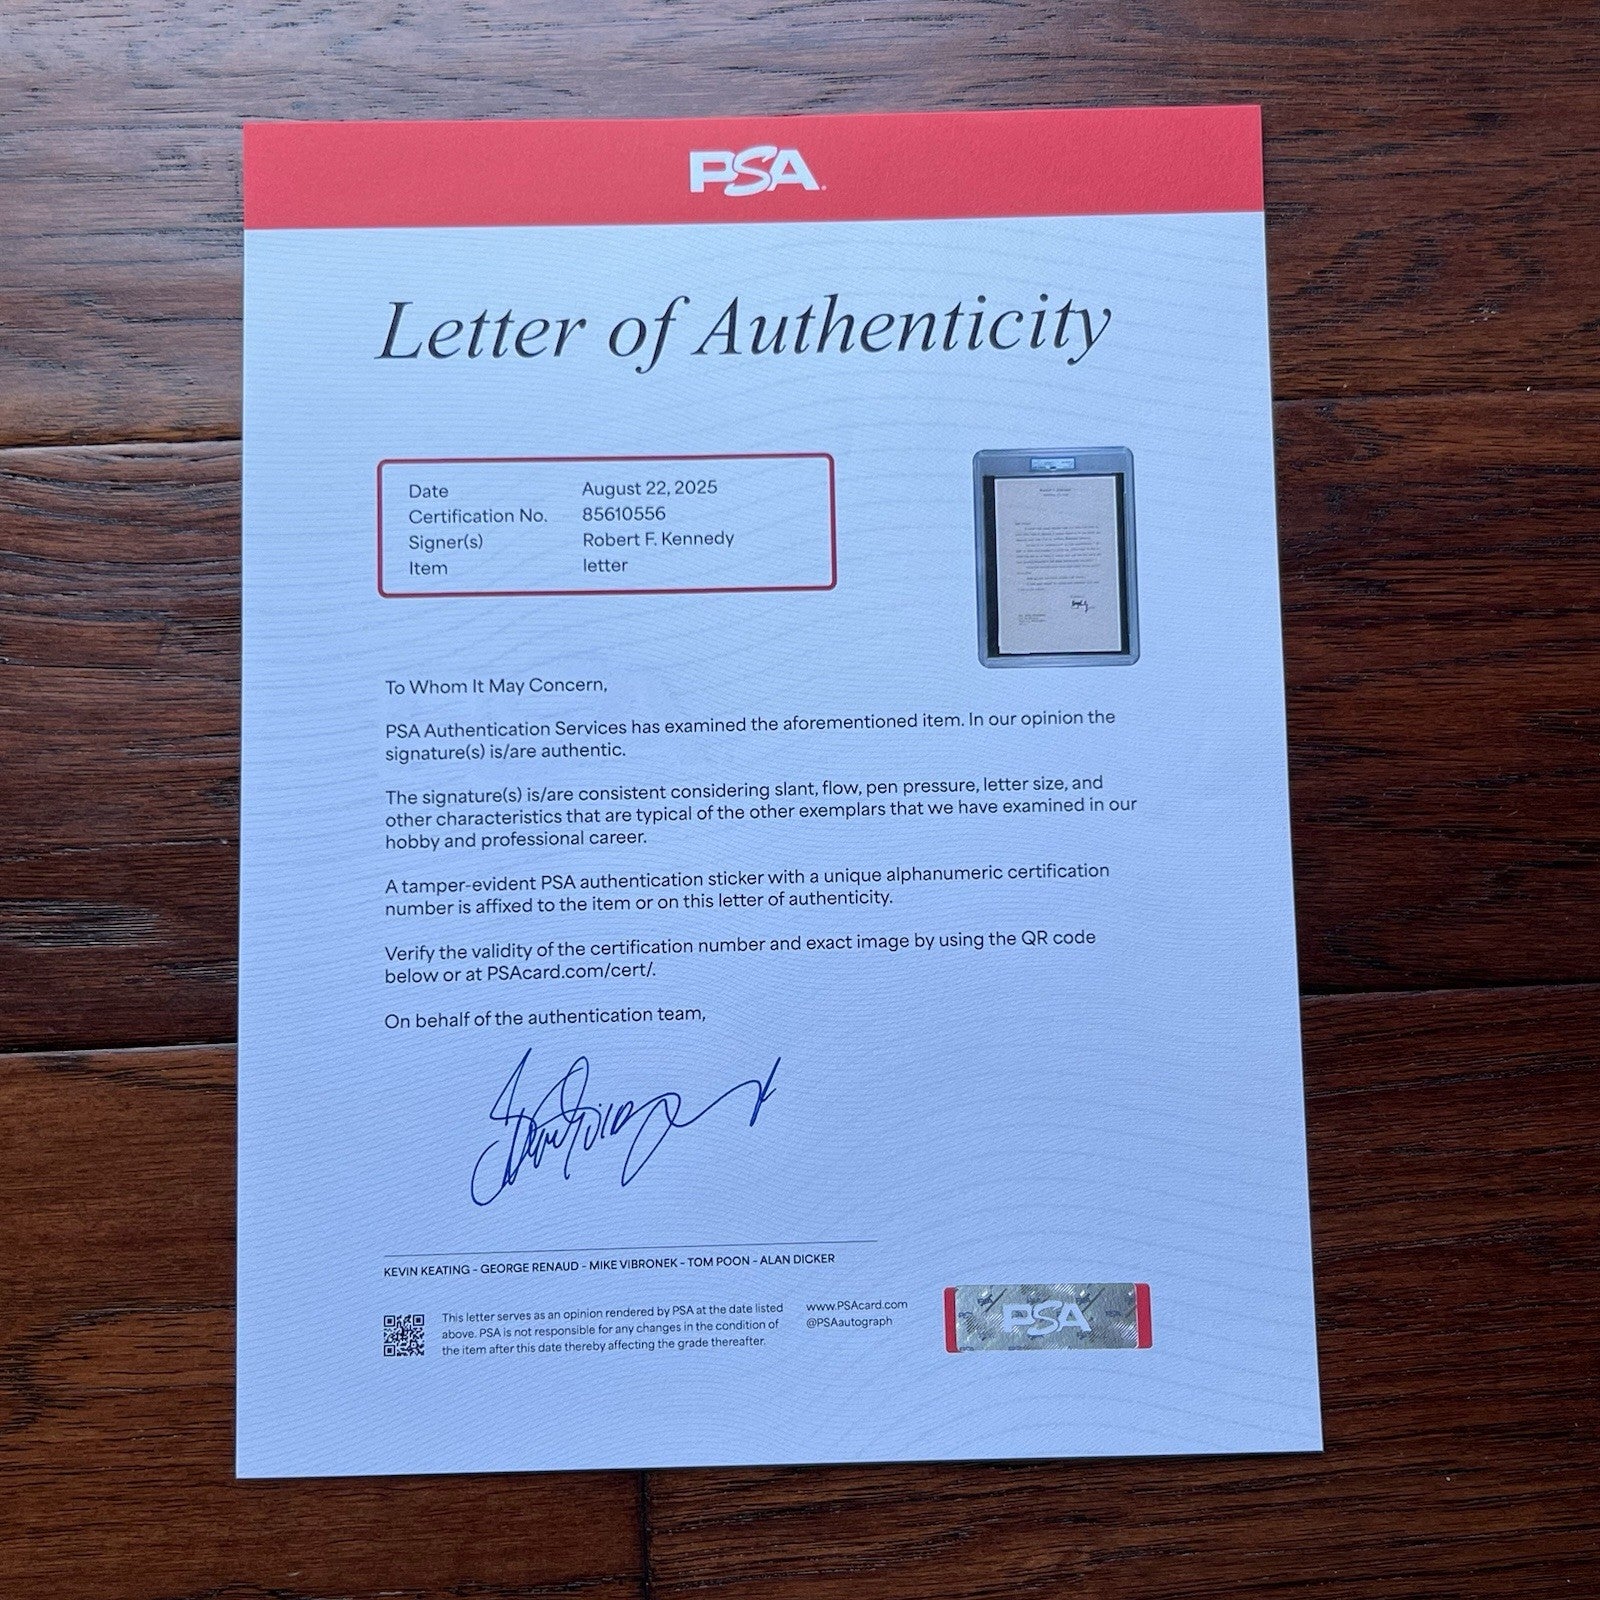 PSA
Letter of Authenticity
Date August 22, 2025
Certification No. 85610556
Signer(s) Robert F. Kennedy
Item letter
To Whom It May Concern,
PSA Authentication Services has examined the aforementioned item. In our opinion the
signature(s) is/are authentic.
The signature(s) is/are consistent considering slant, flow, pen pressure, letter size, and
other characteristics that are typical of the other exemplars that we have examined in our
hobby and professional career.
A tamper-evident PSA authentication sticker with a unique alphanumeric certification
number is affixed to the item or on this letter of authenticity.
Verify the validity of the certification number and exact image by using the QR code
below or at PSAcard.com/cert/.
On behalf of the authentication team,
KEVIN KEATING - GEORGE RENAUD - MIKE VIBRONEK - TOM POON - ALAN DICKER
This letter serves as an opinion rendered by PSA at the date listed
above. PSA is not responsible for any changes in the condition of
the item after this date thereby affecting the grade thereafter.
www.PSAcard.com
@PSAautograph
PSA